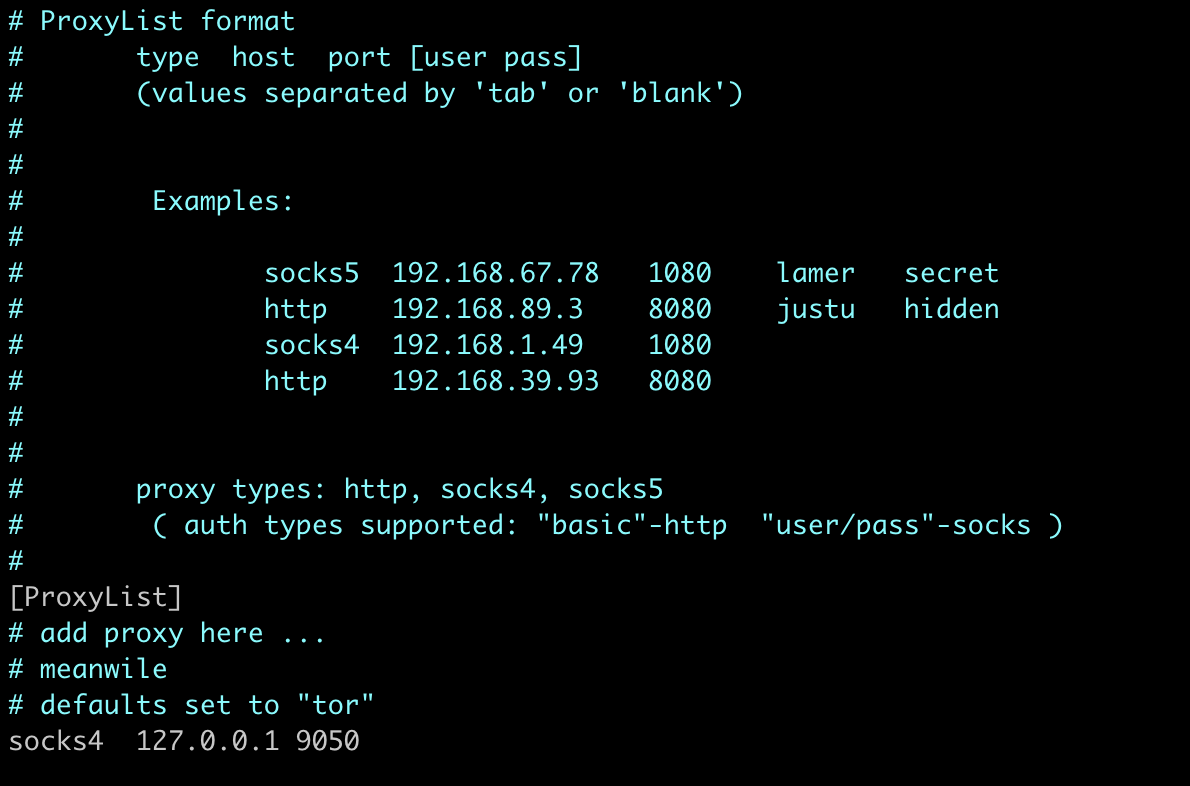 # ProxyList format
#       type  host  port [user pass]
#       (values separated by 'tab' or 'blank')
#
#
#        Examples:
#
#               socks5  192.168.67.78   1080    lamer   secret
#               http    192.168.89.3    8080    justu   hidden
#               socks4  192.168.1.49    1080
#               http    192.168.39.93   8080
#
#
#       proxy types: http, socks4, socks5
#        ( auth types supported: "basic"-http  "user/pass"-socks )
#
[ProxyList]
# add proxy here ...
# meanwile
# defaults set to "tor"
socks4  127.0.0.1 9050